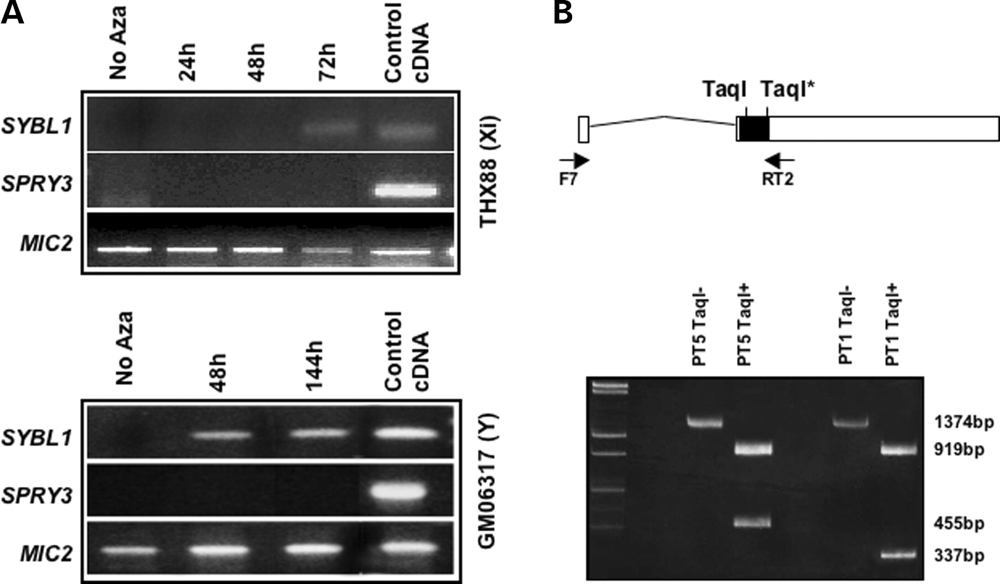 A
No Aza
24h
48h
72h
Control
cDNA
SYBL1
SPRY3
MIC2
THX88 (Xi)
No Aza
48h
144h
Control
cDNA
SYBL1
SPRY3
MIC2
GM06317 (Y)
B
TaqI TaqI*
F7
RT2
PT5 TaqI-
PT5 TaqI+
PT1 TaqI-
PT1 TaqI+
1374bp
919bp
455bp
337bp